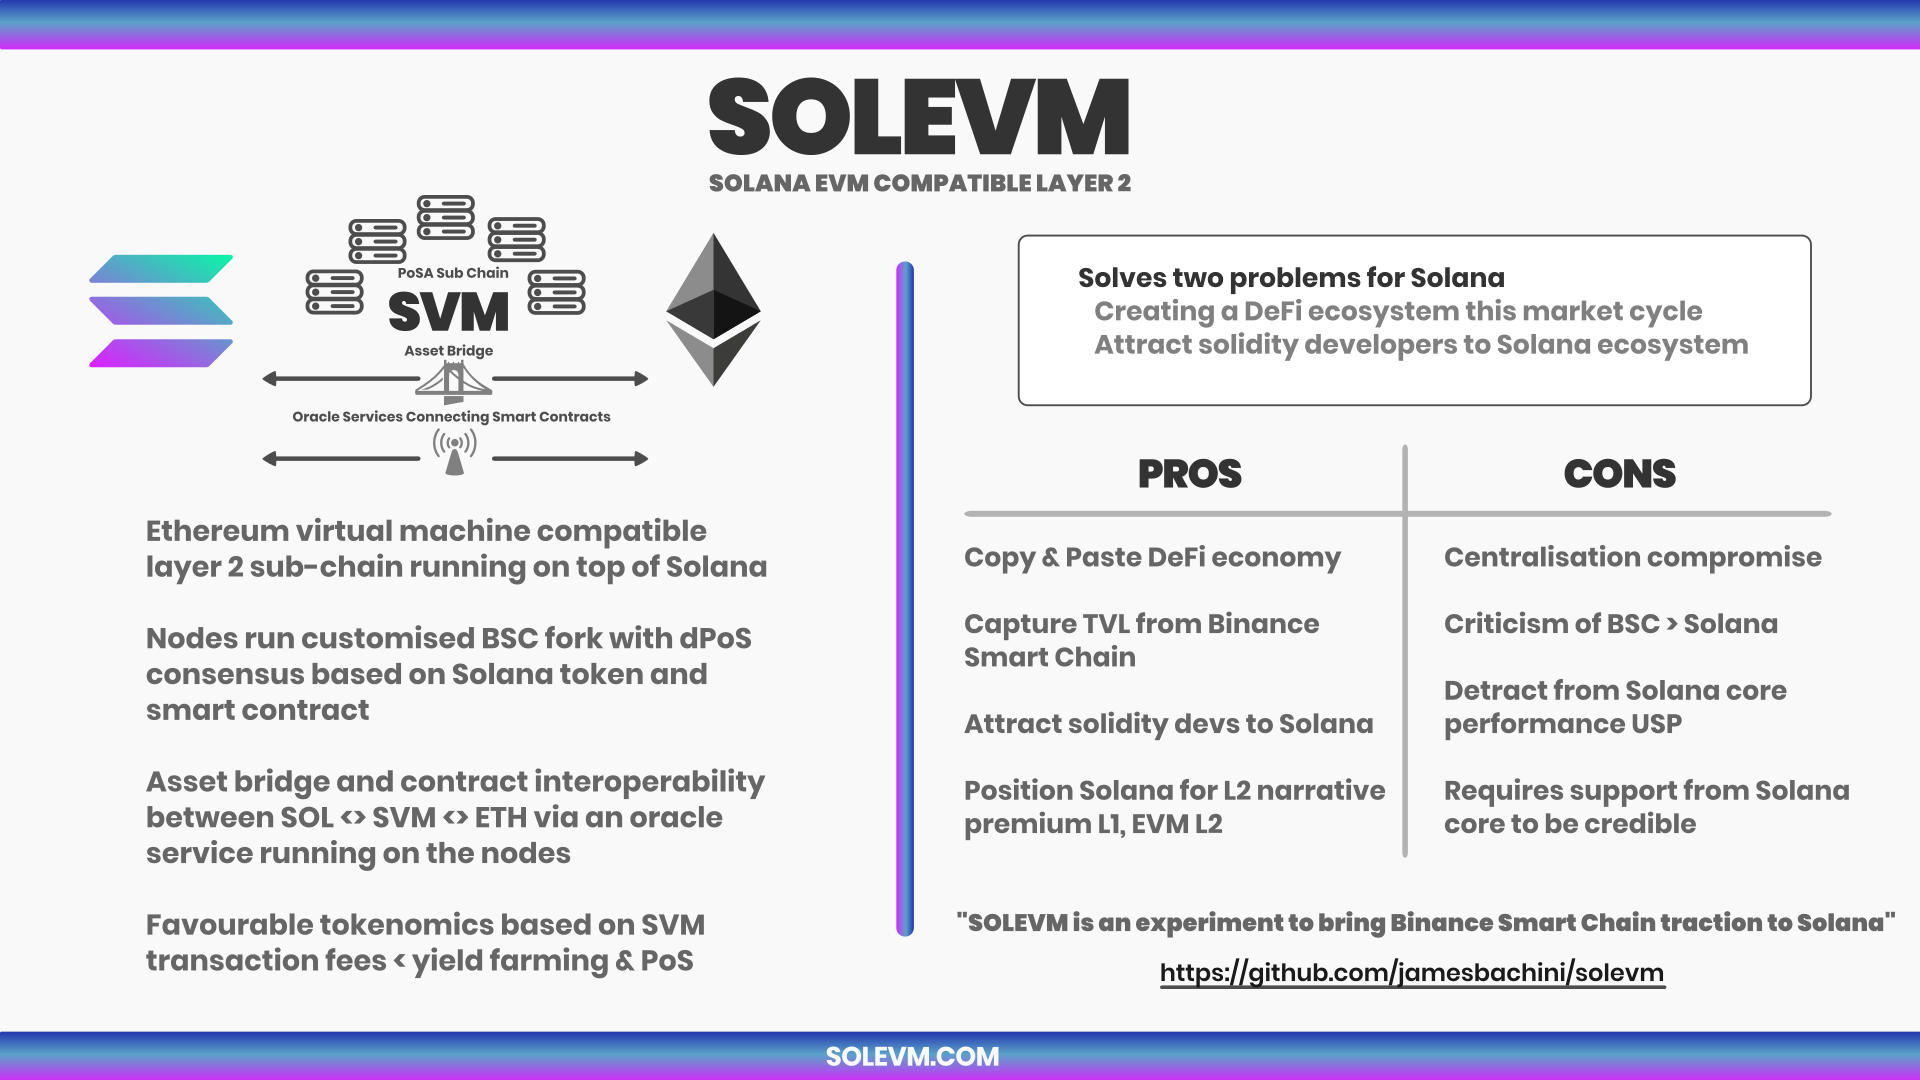 SOLEVM
SOLANA EVM COMPATIBLE LAYER 2
PoSA Sub Chain
SVM
Asset Bridge
Oracle Services Connecting Smart Contracts
Ethereum virtual machine compatible
layer 2 sub-chain running on top of Solana
Nodes run customised BSC fork with dPoS
consensus based on Solana token and
smart contract
Asset bridge and contract interoperability
between SOL <> SVM <> ETH via an oracle
service running on the nodes
Favourable tokenomics based on SVM
transaction fees < yield farming & PoS
Solves two problems for Solana
Creating a DeFi ecosystem this market cycle
Attract solidity developers to Solana ecosystem
PROS
Copy & Paste DeFi economy
Capture TVL from Binance
Smart Chain
Attract solidity devs to Solana
Position Solana for L2 narrative
premium L1, EVM L2
CONS
Centralisation compromise
Criticism of BSC > Solana
Detract from Solana core
performance USP
Requires support from Solana
core to be credible
"SOLEVM is an experiment to bring Binance Smart Chain traction to Solana"
https://github.com/jamesbachini/solevm
SOLEVM.COM